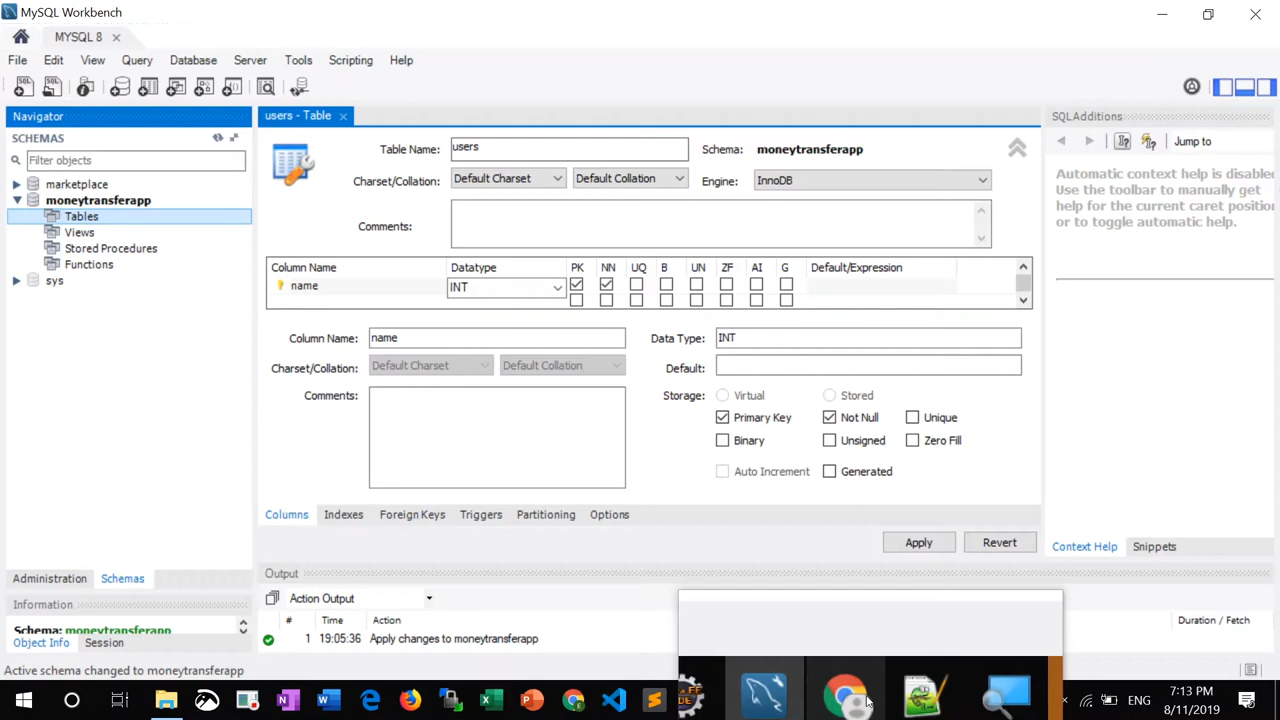 MySQL Workbench
MYSQL 8
File Edit View Query Database Server Tools Scripting Help
Navigator
SCHEMAS
Filter objects
marketplace
moneytransferapp
Tables
Views
Stored Procedures
Functions
sys
Administration Schemas
Information
Schema: moneytransferapp
Object Info Session
users - Table
Table Name: users Schema: moneytransferapp
Charset/Collation: Default Charset Default Collation Engine: InnoDB
Comments:
Column Name Datatype PK NN UQ B UN ZF AI G Default/Expression
name INT
Column Name: name Data Type: INT
Charset/Collation: Default Charset Default Collation Default:
Comments: Storage: Virtual Stored
Primary Key Not Null Unique
Binary Unsigned Zero Fill
Auto Increment Generated
Columns Indexes Foreign Keys Triggers Partitioning Options
Apply Revert
SQLAdditions
Jump to
Automatic context help is disable
Use the toolbar to manually get
help for the current caret position
or to toggle automatic help.
Context Help Snippets
Output
Action Output
# Time Action Duration / Fetch
1 19:05:36 Apply changes to moneytransferapp
Active schema changed to moneytransferapp
ENG
7:13 PM
8/11/2019